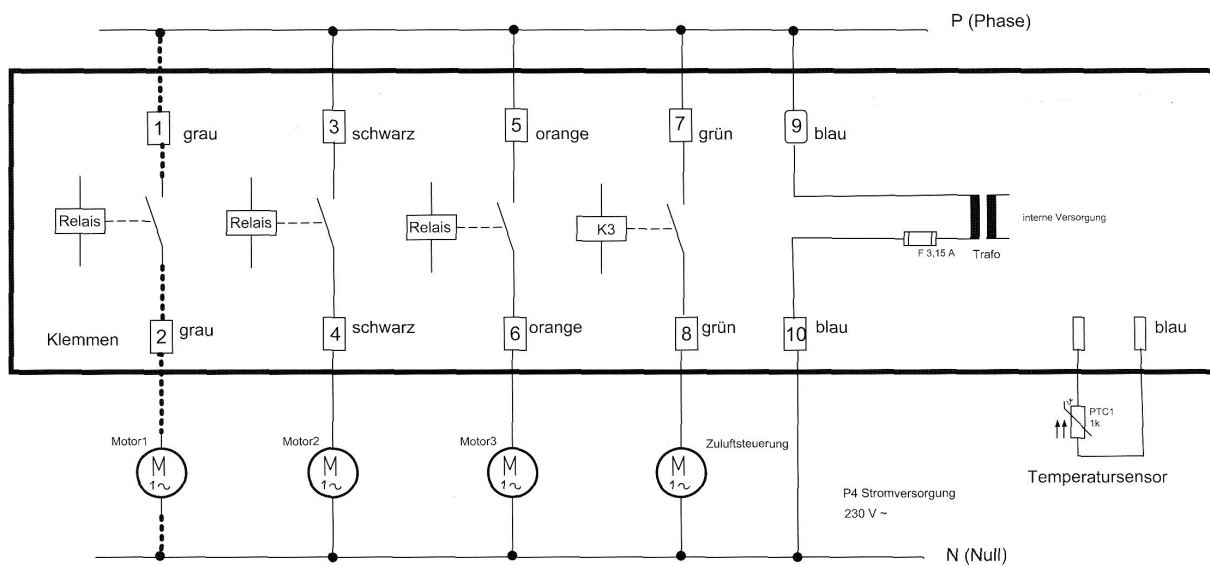 P (Phase)
1 grau
3 schwarz
5 orange
7 grün
9 blau
Relais
Relais
Relais
K3
interne Versorgung
F 3,15 A
Trafo
Klemmen
2 grau
4 schwarz
6 orange
8 grün
10 blau
blau
PTC1
1k
Temperatursensor
Motor1
M
1~
Motor2
M
1~
Motor3
M
1~
Zuluftsteuerung
M
1~
P4 Stromversorgung
230 V ~
N (Null)